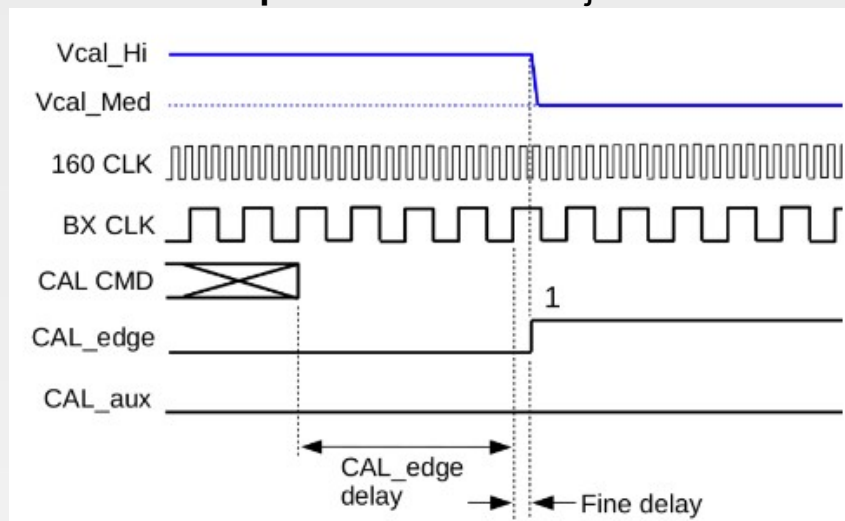 Vcal_Hi
Vcal_Med
160 CLK
BX CLK
CAL CMD
1
CAL_edge
CAL_aux
CAL_edge
delay
Fine delay